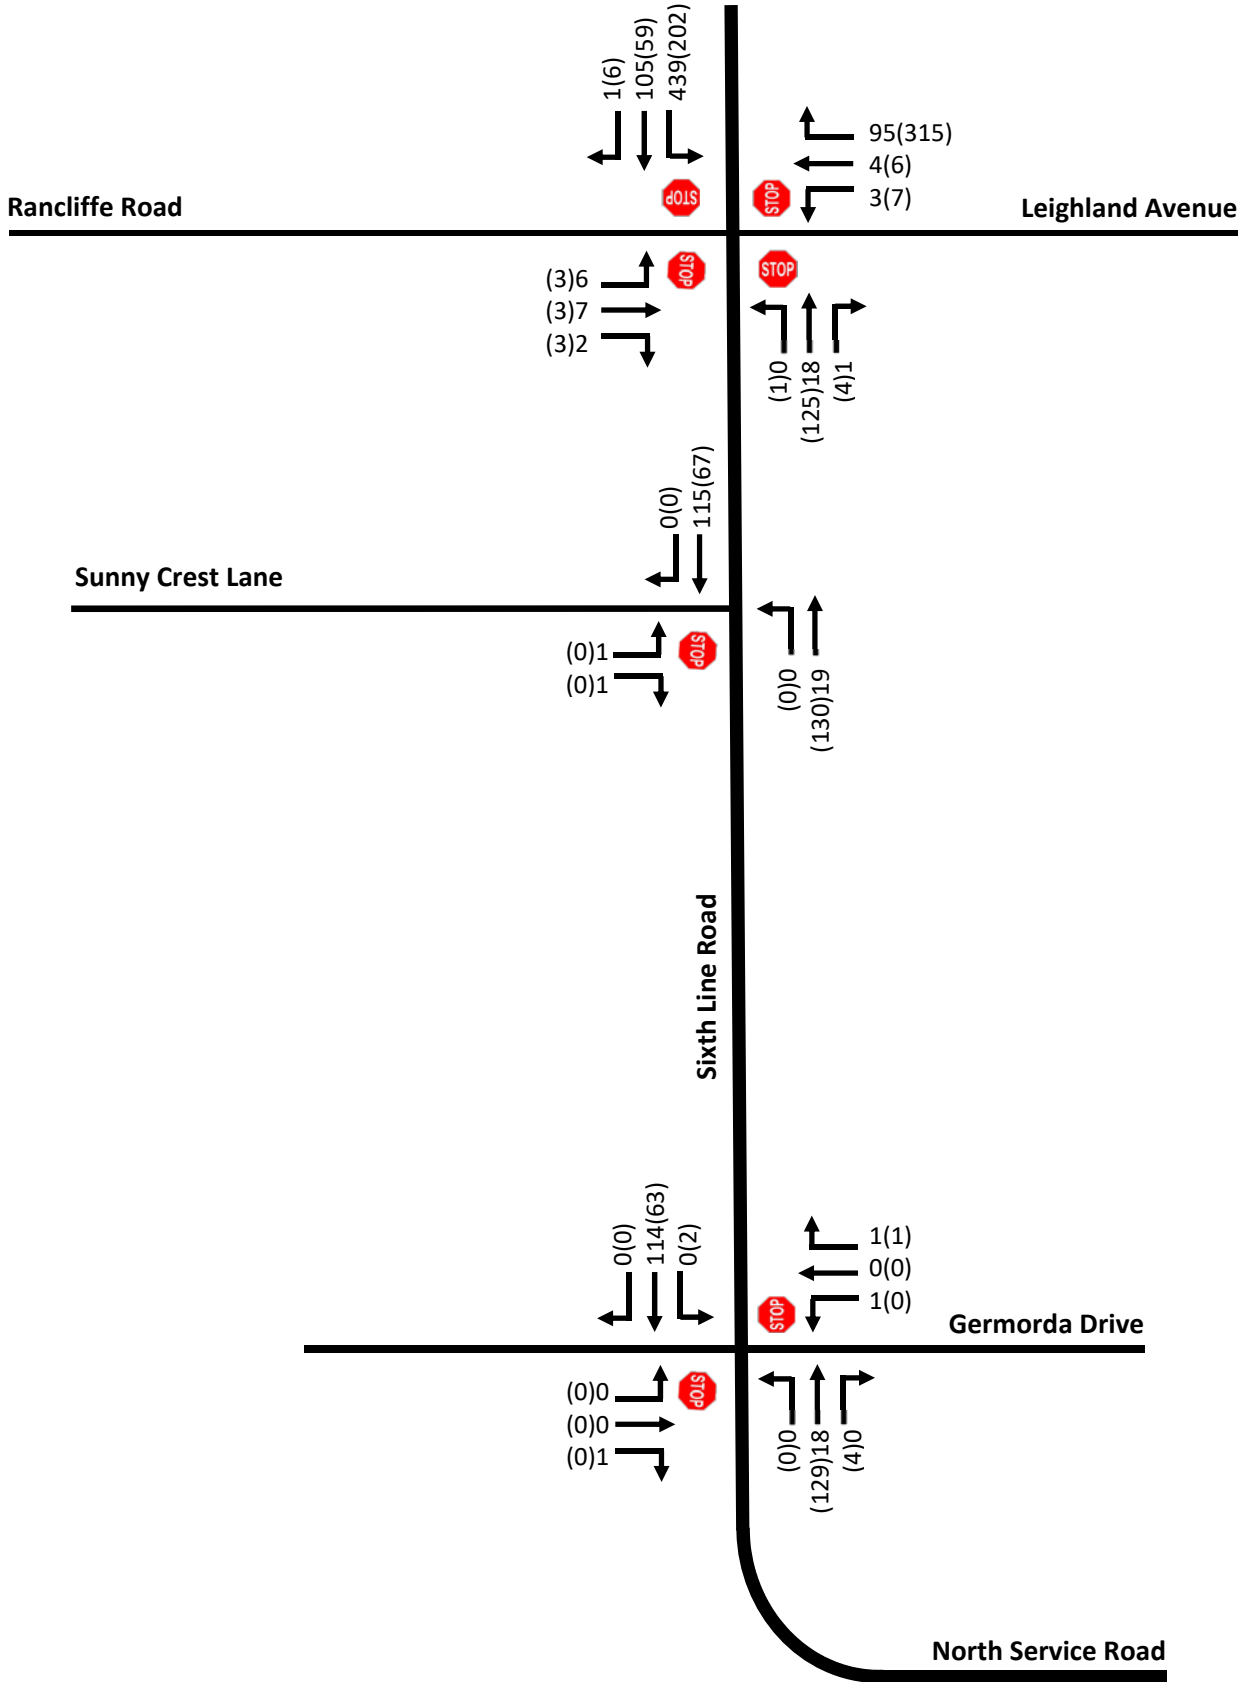 1(6)
105(59)
439(202)
95(315)
4(6)
3(7)
STOP
STOP
Rancliffe Road
Leighland Avenue
STOP
STOP
(3)6
(3)7
(3)2
(1)0
(125)18
(4)1
0(0)
115(67)
Sunny Crest Lane
STOP
(0)1
(0)1
(0)0
(130)19
Sixth Line Road
0(0)
114(63)
0(2)
1(1)
0(0)
1(0)
STOP
Germorda Drive
STOP
(0)0
(0)0
(0)1
(0)0
(129)18
(4)0
North Service Road